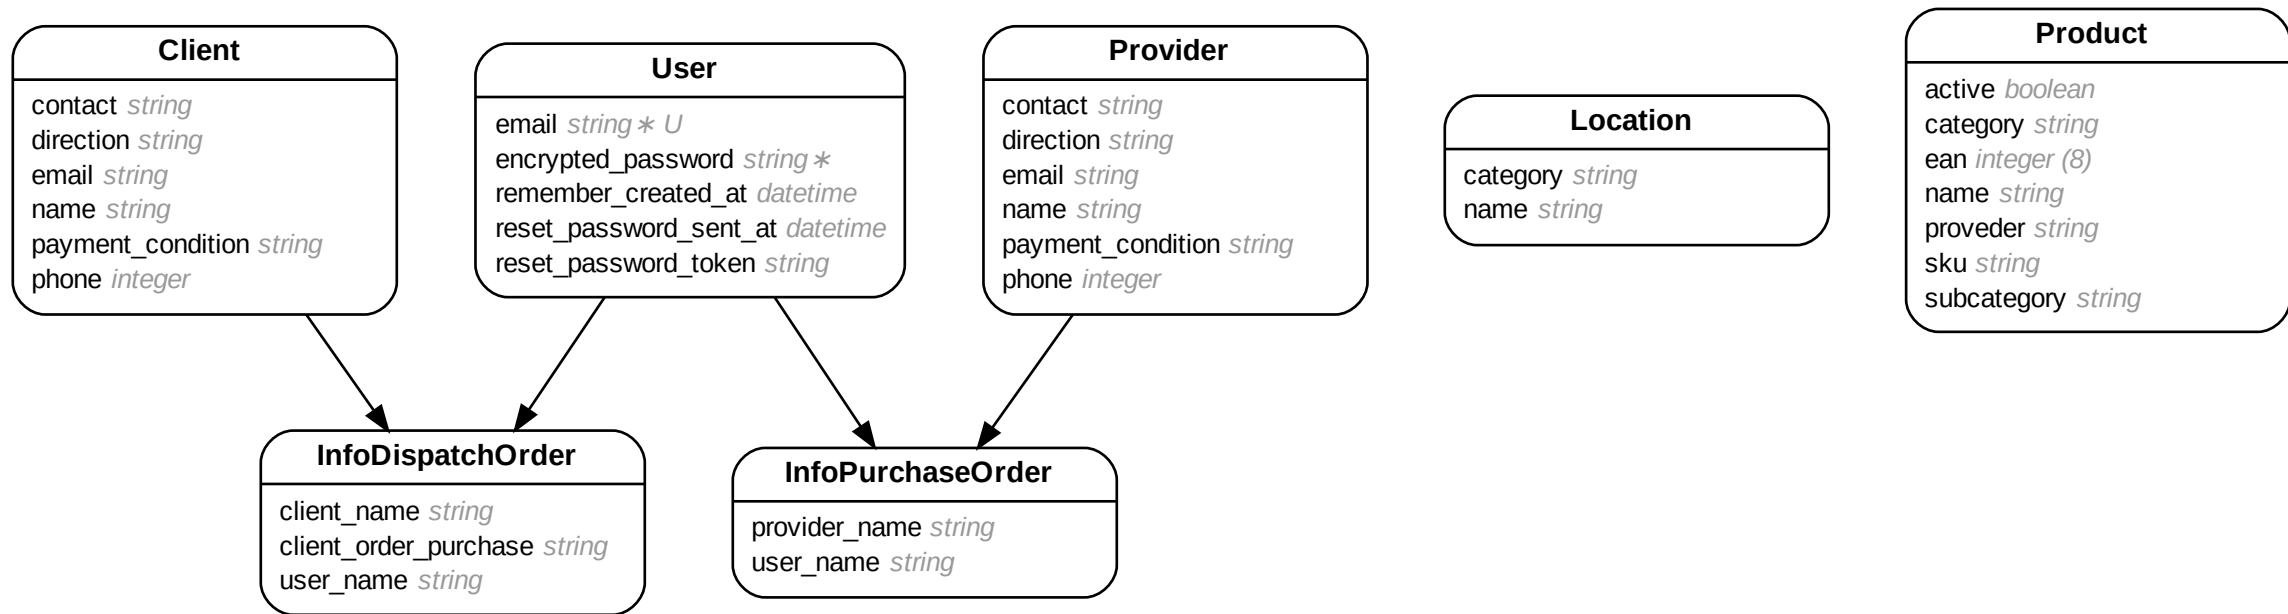 Client
contact string
direction string
email string
name string
payment_condition string
phone integer
User
email string∗ U
encrypted_password string∗
remember_created_at datetime
reset_password_sent_at datetime
reset_password_token string
Provider
contact string
direction string
email string
name string
payment_condition string
phone integer
Location
category string
name string
Product
active boolean
category string
ean integer (8)
name string
proveder string
sku string
subcategory string
InfoDispatchOrder
client_name string
client_order_purchase string
user_name string
InfoPurchaseOrder
provider_name string
user_name string